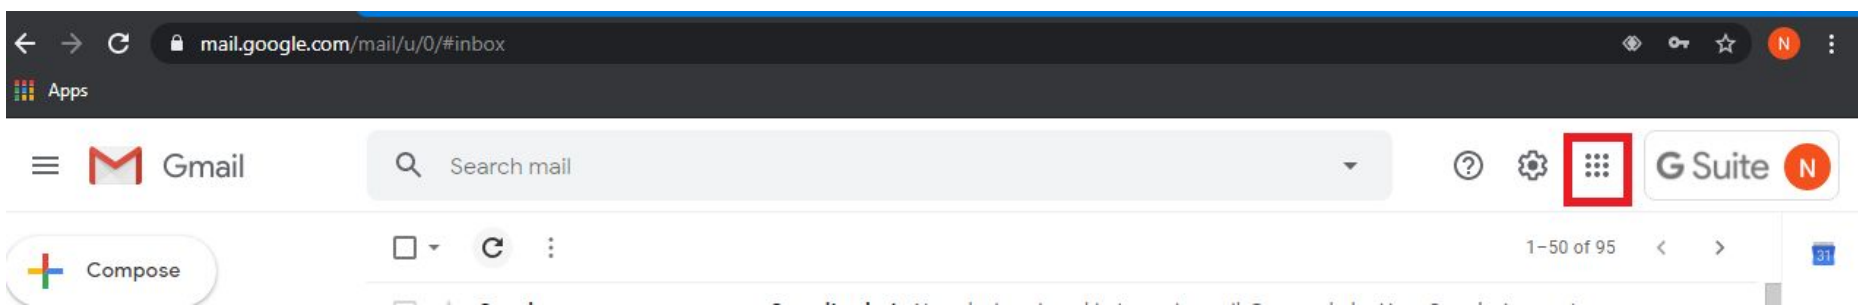 mail.google.com/mail/u/0/#inbox
N
Apps
Gmail
Search mail
G Suite
N
1–50 of 95
31
Compose